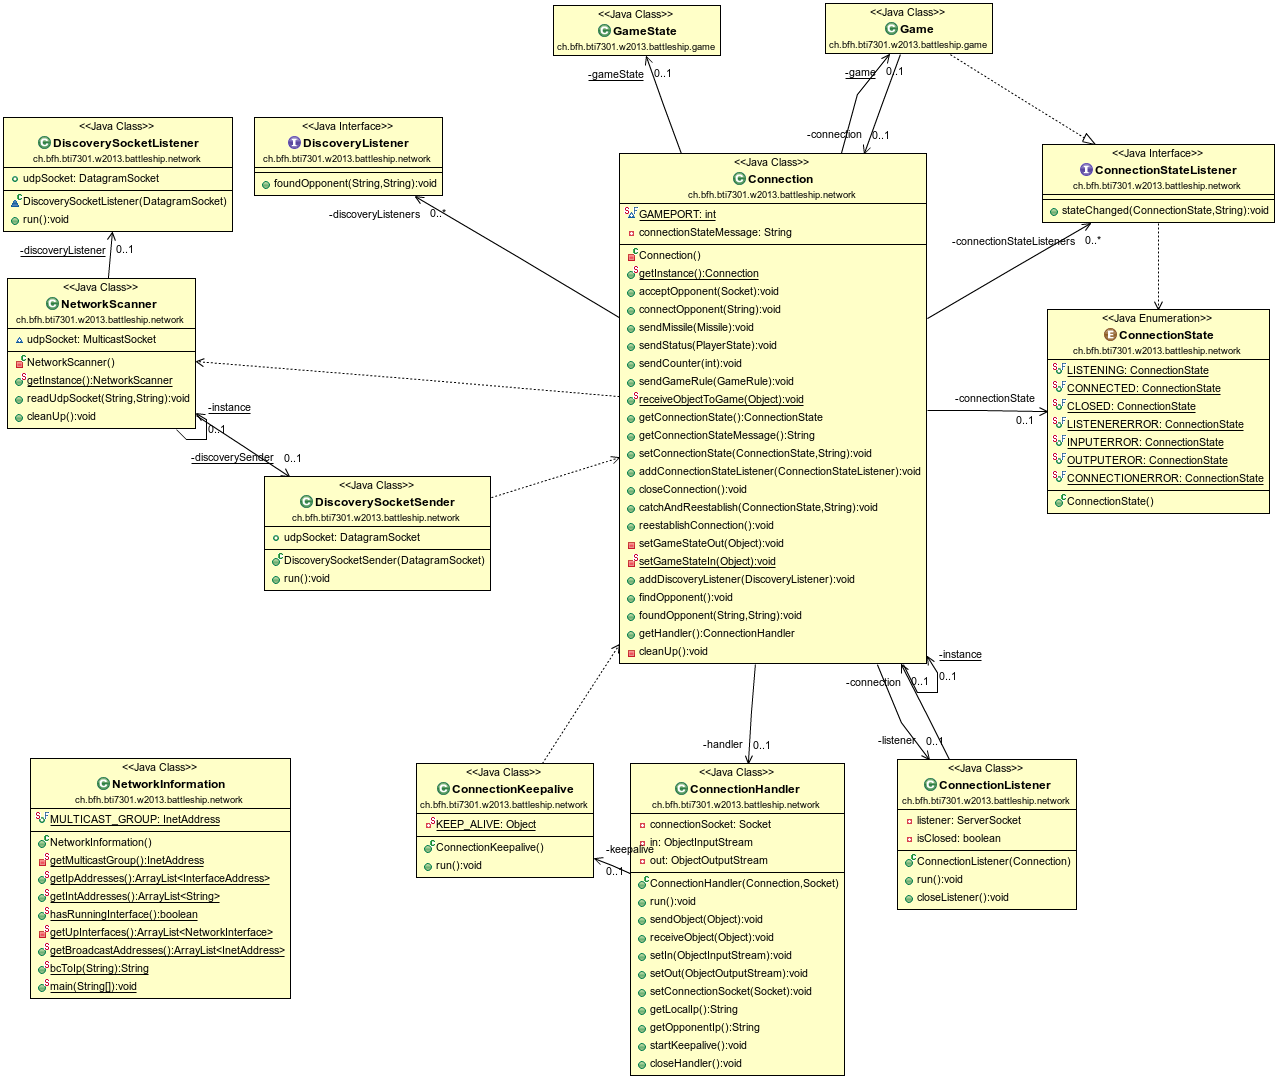 <<Java Class>>
GameState
ch.bfh.bti7301.w2013.battleship.game
<<Java Class>>
Game
ch.bfh.bti7301.w2013.battleship.game
-gameState 0..1
-game 0..1
-connection 0..1
<<Java Class>>
DiscoverySocketListener
ch.bfh.bti7301.w2013.battleship.network
udpSocket: DatagramSocket
DiscoverySocketListener(DatagramSocket)
run():void
<<Java Interface>>
DiscoveryListener
ch.bfh.bti7301.w2013.battleship.network
foundOpponent(String,String):void
-discoveryListeners 0..*
<<Java Interface>>
ConnectionStateListener
ch.bfh.bti7301.w2013.battleship.network
stateChanged(ConnectionState,String):void
-connectionStateListeners 0..*
-discoveryListener 0..1
<<Java Class>>
NetworkScanner
ch.bfh.bti7301.w2013.battleship.network
udpSocket: MulticastSocket
NetworkScanner()
getInstance():NetworkScanner
readUdpSocket(String,String):void
cleanUp():void
-instance
0..1
-discoverySender 0..1
<<Java Class>>
DiscoverySocketSender
ch.bfh.bti7301.w2013.battleship.network
udpSocket: DatagramSocket
DiscoverySocketSender(DatagramSocket)
run():void
<<Java Class>>
Connection
ch.bfh.bti7301.w2013.battleship.network
GAMEPORT: int
connectionStateMessage: String
Connection()
getInstance():Connection
acceptOpponent(Socket):void
connectOpponent(String):void
sendMissile(Missile):void
sendStatus(PlayerState):void
sendCounter(int):void
sendGameRule(GameRule):void
receiveObjectToGame(Object):void
getConnectionState():ConnectionState
getConnectionStateMessage():String
setConnectionState(ConnectionState,String):void
addConnectionStateListener(ConnectionStateListener):void
closeConnection():void
catchAndReestablish(ConnectionState,String):void
reestablishConnection():void
setGameStateOut(Object):void
setGameStateIn(Object):void
addDiscoveryListener(DiscoveryListener):void
findOpponent():void
foundOpponent(String,String):void
getHandler():ConnectionHandler
cleanUp():void
<<Java Enumeration>>
ConnectionState
ch.bfh.bti7301.w2013.battleship.network
LISTENING: ConnectionState
CONNECTED: ConnectionState
CLOSED: ConnectionState
LISTENERERROR: ConnectionState
INPUTERROR: ConnectionState
OUTPUTEROR: ConnectionState
CONNECTIONERROR: ConnectionState
ConnectionState()
-connectionState
0..1
-instance
0..1
-connection 0..1
-listener 0..1
-handler 0..1
<<Java Class>>
NetworkInformation
ch.bfh.bti7301.w2013.battleship.network
MULTICAST_GROUP: InetAddress
NetworkInformation()
getMulticastGroup():InetAddress
getIpAddresses():ArrayList<InterfaceAddress>
getIntAddresses():ArrayList<String>
hasRunningInterface():boolean
getUpInterfaces():ArrayList<NetworkInterface>
getBroadcastAddresses():ArrayList<InetAddress>
bcToIp(String):String
main(String[]):void
<<Java Class>>
ConnectionKeepalive
ch.bfh.bti7301.w2013.battleship.network
KEEP_ALIVE: Object
ConnectionKeepalive()
run():void
-keepalive
0..1
<<Java Class>>
ConnectionHandler
ch.bfh.bti7301.w2013.battleship.network
connectionSocket: Socket
in: ObjectInputStream
out: ObjectOutputStream
ConnectionHandler(Connection,Socket)
run():void
sendObject(Object):void
receiveObject(Object):void
setIn(ObjectInputStream):void
setOut(ObjectOutputStream):void
setConnectionSocket(Socket):void
getLocalIp():String
getOpponentIp():String
startKeepalive():void
closeHandler():void
<<Java Class>>
ConnectionListener
ch.bfh.bti7301.w2013.battleship.network
listener: ServerSocket
isClosed: boolean
ConnectionListener(Connection)
run():void
closeListener():void